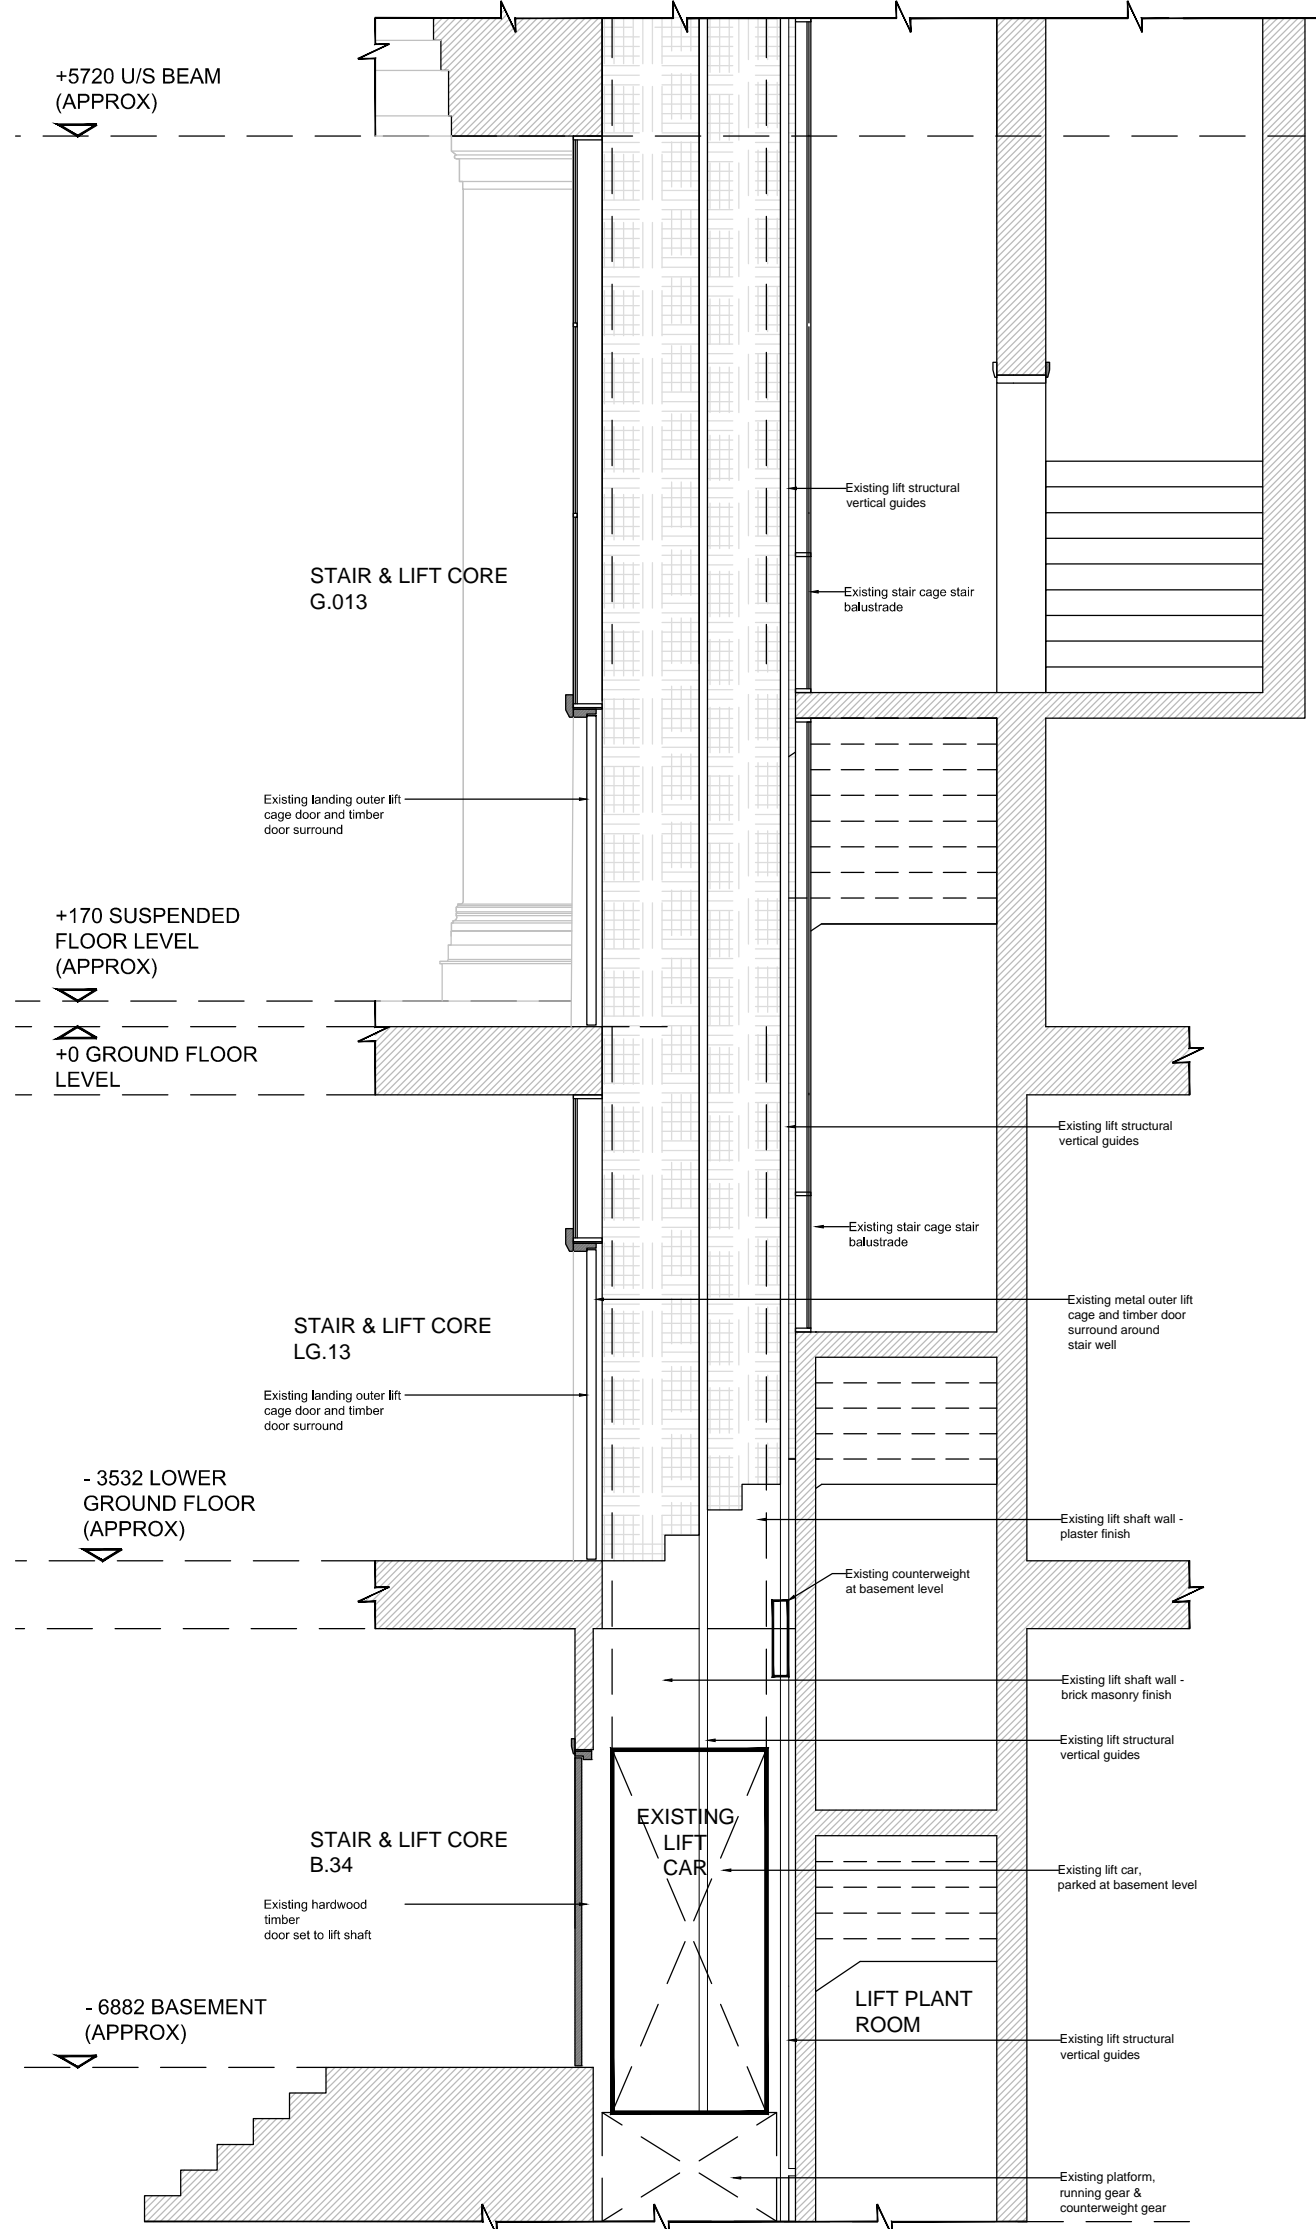 +5720 U/S BEAM
(APPROX)
Existing lift structural
vertical guides
STAIR & LIFT CORE
G.013
Existing stair cage stair
balustrade
Existing landing outer lift
cage door and timber
door surround
+170 SUSPENDED
FLOOR LEVEL
(APPROX)
+0 GROUND FLOOR
LEVEL
Existing lift structural
vertical guides
Existing stair cage stair
balustrade
Existing metal outer lift
cage and timber door
surround around
stair well
STAIR & LIFT CORE
LG.13
Existing landing outer lift
cage door and timber
door surround
- 3532 LOWER
GROUND FLOOR
(APPROX)
Existing lift shaft wall -
plaster finish
Existing counterweight
at basement level
Existing lift shaft wall -
brick masonry finish
Existing lift structural
vertical guides
EXISTING
LIFT
CAR
STAIR & LIFT CORE
B.34
Existing lift car,
parked at basement level
Existing hardwood
timber
door set to lift shaft
- 6882 BASEMENT
(APPROX)
LIFT PLANT
ROOM
Existing lift structural
vertical guides
Existing platform,
running gear &
counterweight gear